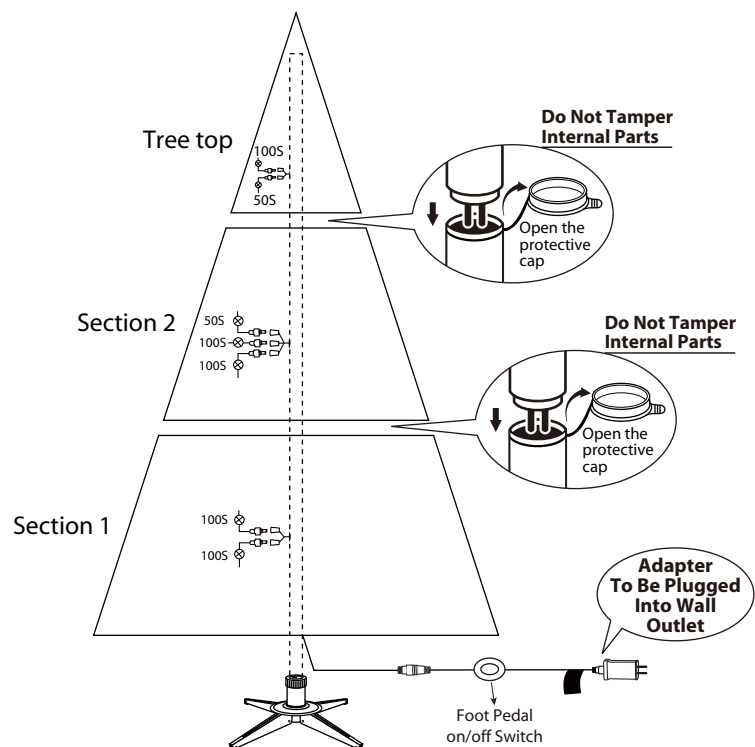 Do Not Tamper
Internal Parts
Tree top
100S
50S
Open the
protective
cap
Section 2
50S
100S
100S
Do Not Tamper
Internal Parts
Open the
protective
cap
Section 1
100S
100S
Adapter
To Be Plugged
Into Wall
Outlet
Foot Pedal
on/off Switch